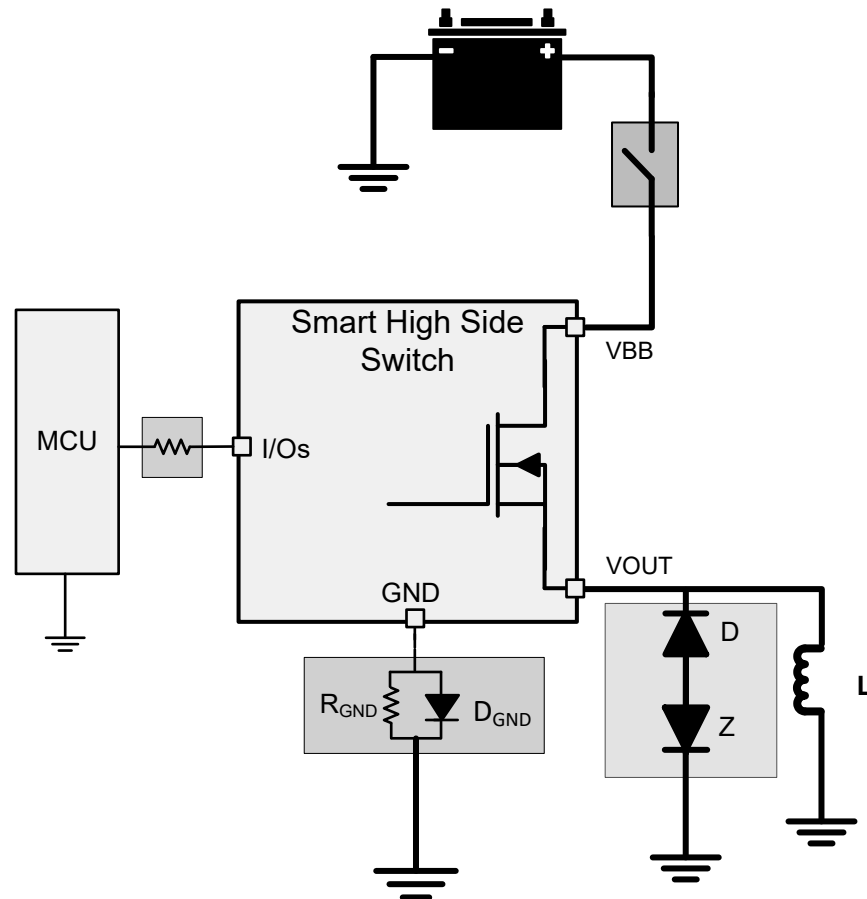 Smart High Side
Switch
VBB
MCU
I/Os
VOUT
GND
D
RGND
DGND
Z
L